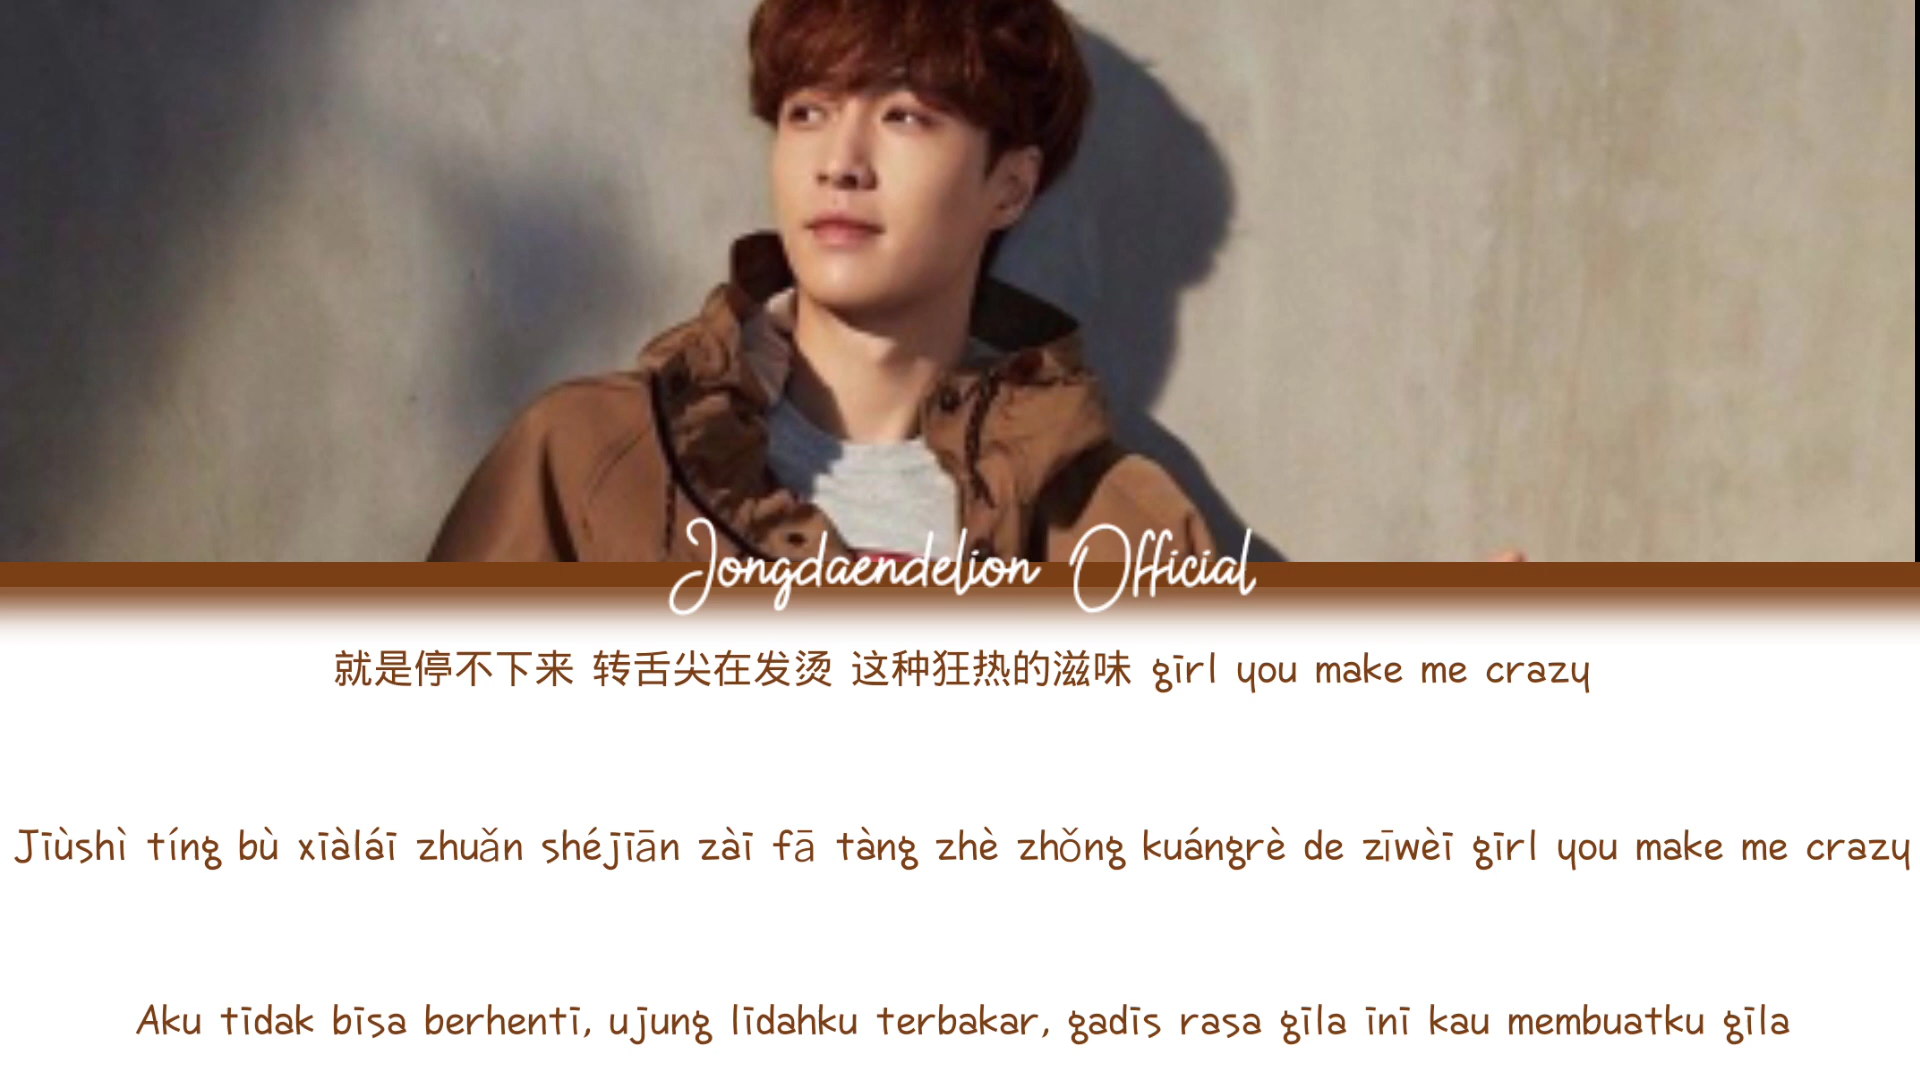 Jongdaendelion Official
就是停不下来 转舌尖在发烫 这种狂热的滋味 girl you make me crazy
Jiùshì tíng bù xiàlái zhuǎn shéjiān zài fā tàng zhè zhǒng kuángrè de zīwèi girl you make me crazy
Aku tidak bisa berhenti, ujung lidahku terbakar, gadis rasa gila ini kau membuatku gila